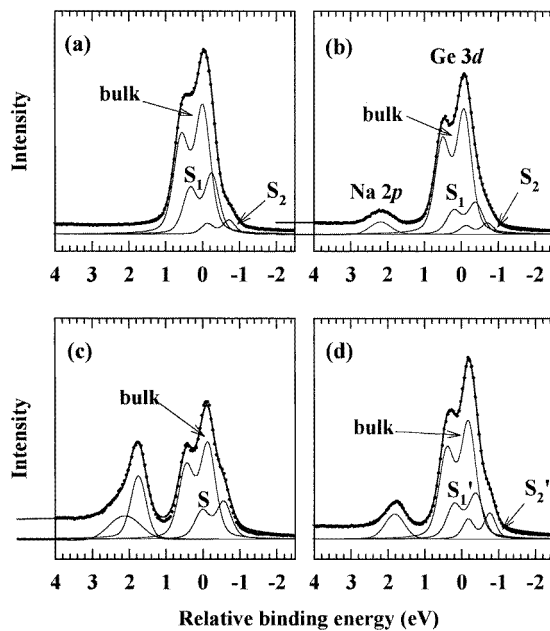 (a)
bulk
S1
S2
(b)
Ge 3d
bulk
Na 2p
S1
S2
Intensity
4 3 2 1 0 -1 -2
4 3 2 1 0 -1 -2
(c)
bulk
S
(d)
bulk
S1'
S2'
Intensity
4 3 2 1 0 -1 -2
4 3 2 1 0 -1 -2
Relative binding energy (eV)